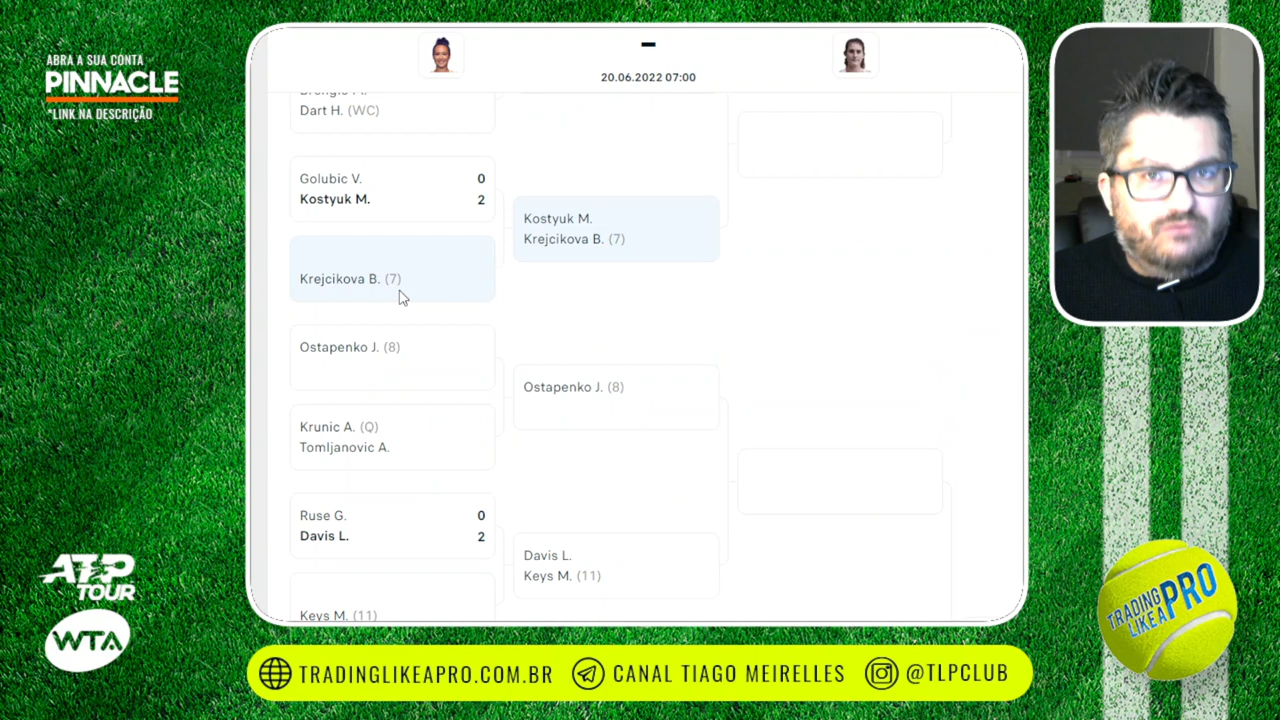 ABRA A SUA CONTA
PINNACLE
*LINK NA DESCRIÇÃO
20.06.2022 07:00
Dart H. (WC)
Golubic V. 0
Kostyuk M. 2
Kostyuk M.
Krejcikova B. (7)
Krejcikova B. (7)
Ostapenko J. (8)
Ostapenko J. (8)
Krunic A. (Q)
Tomljanovic A.
Ruse G. 0
Davis L. 2
Davis L.
Keys M. (11)
Keys M. (11)
ATP
TOUR
WTA
TRADING
LIKE A
PRO
TRADINGLIKEAPRO.COM.BR
CANAL TIAGO MEIRELLES
@TLPCLUB